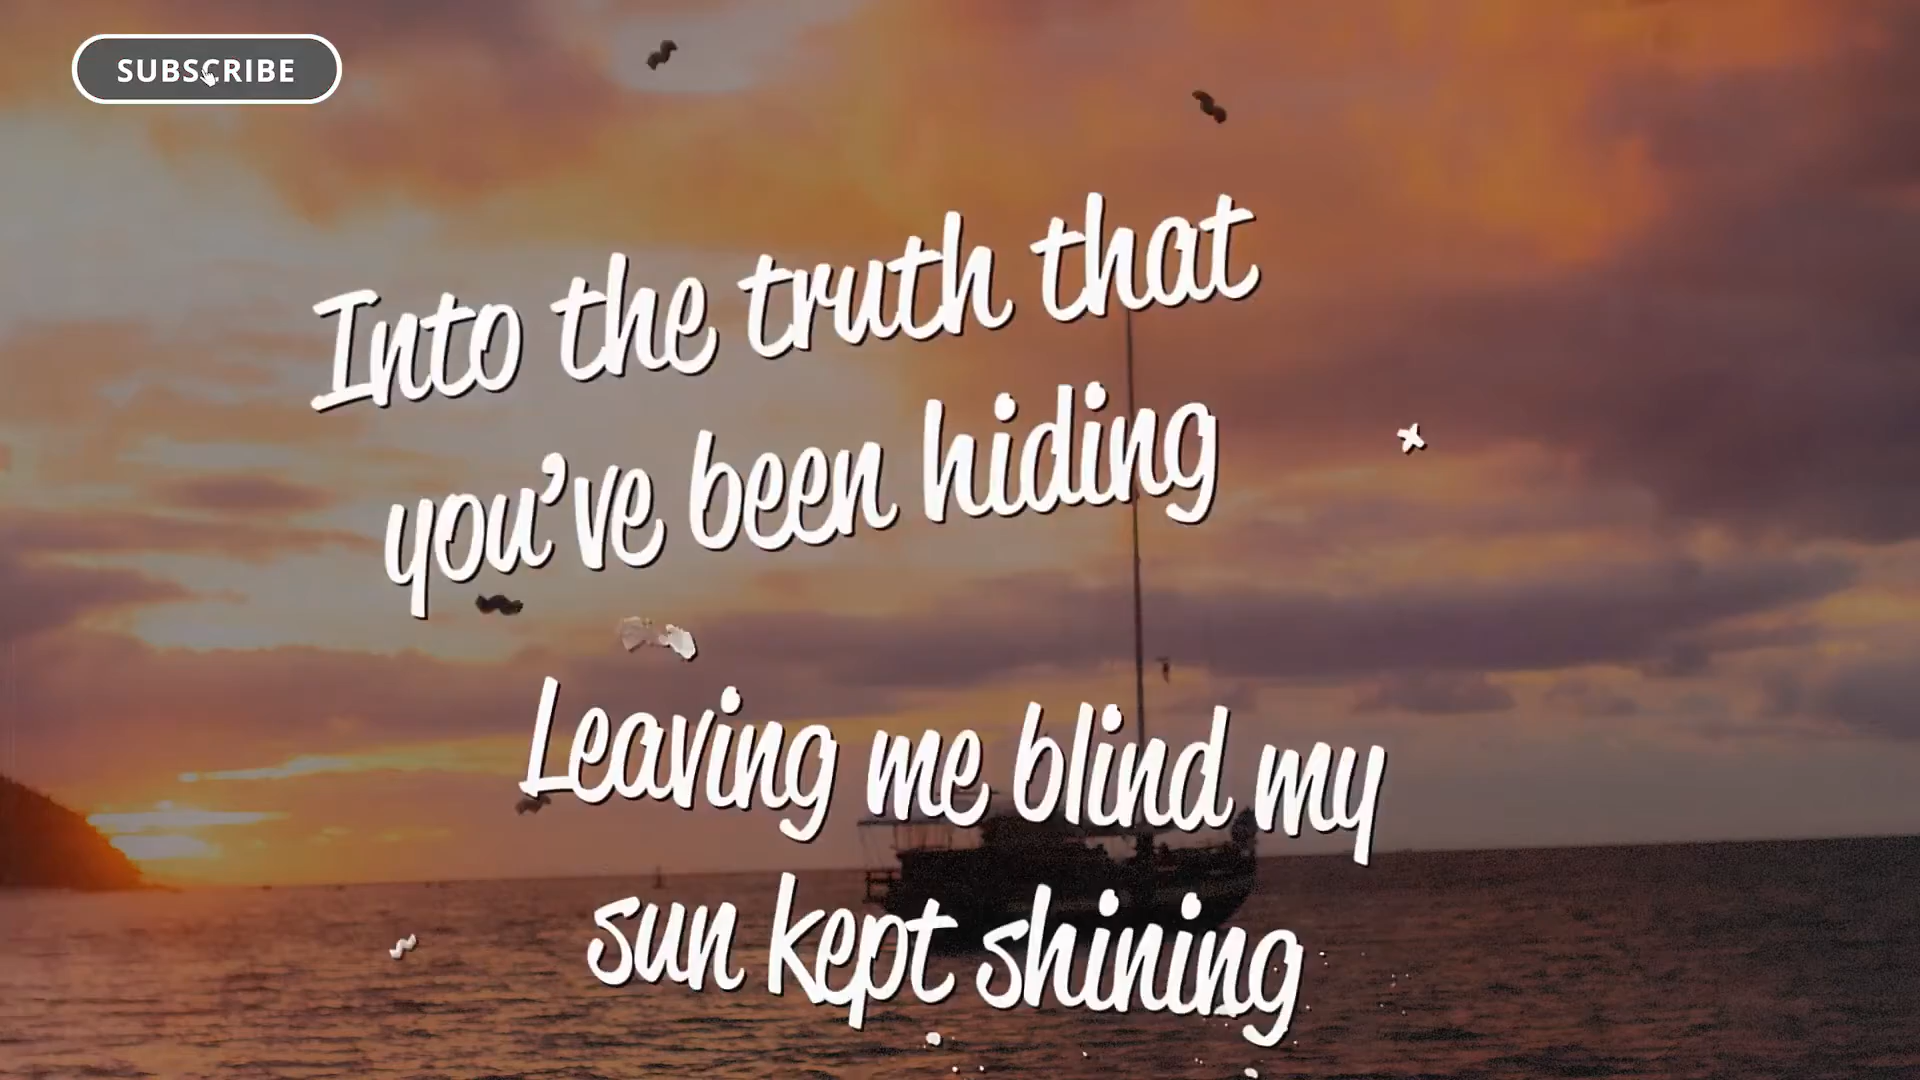 SUBSCRIBE
Into the truth that
you've been hiding
Leaving me blind my
sun kept shining